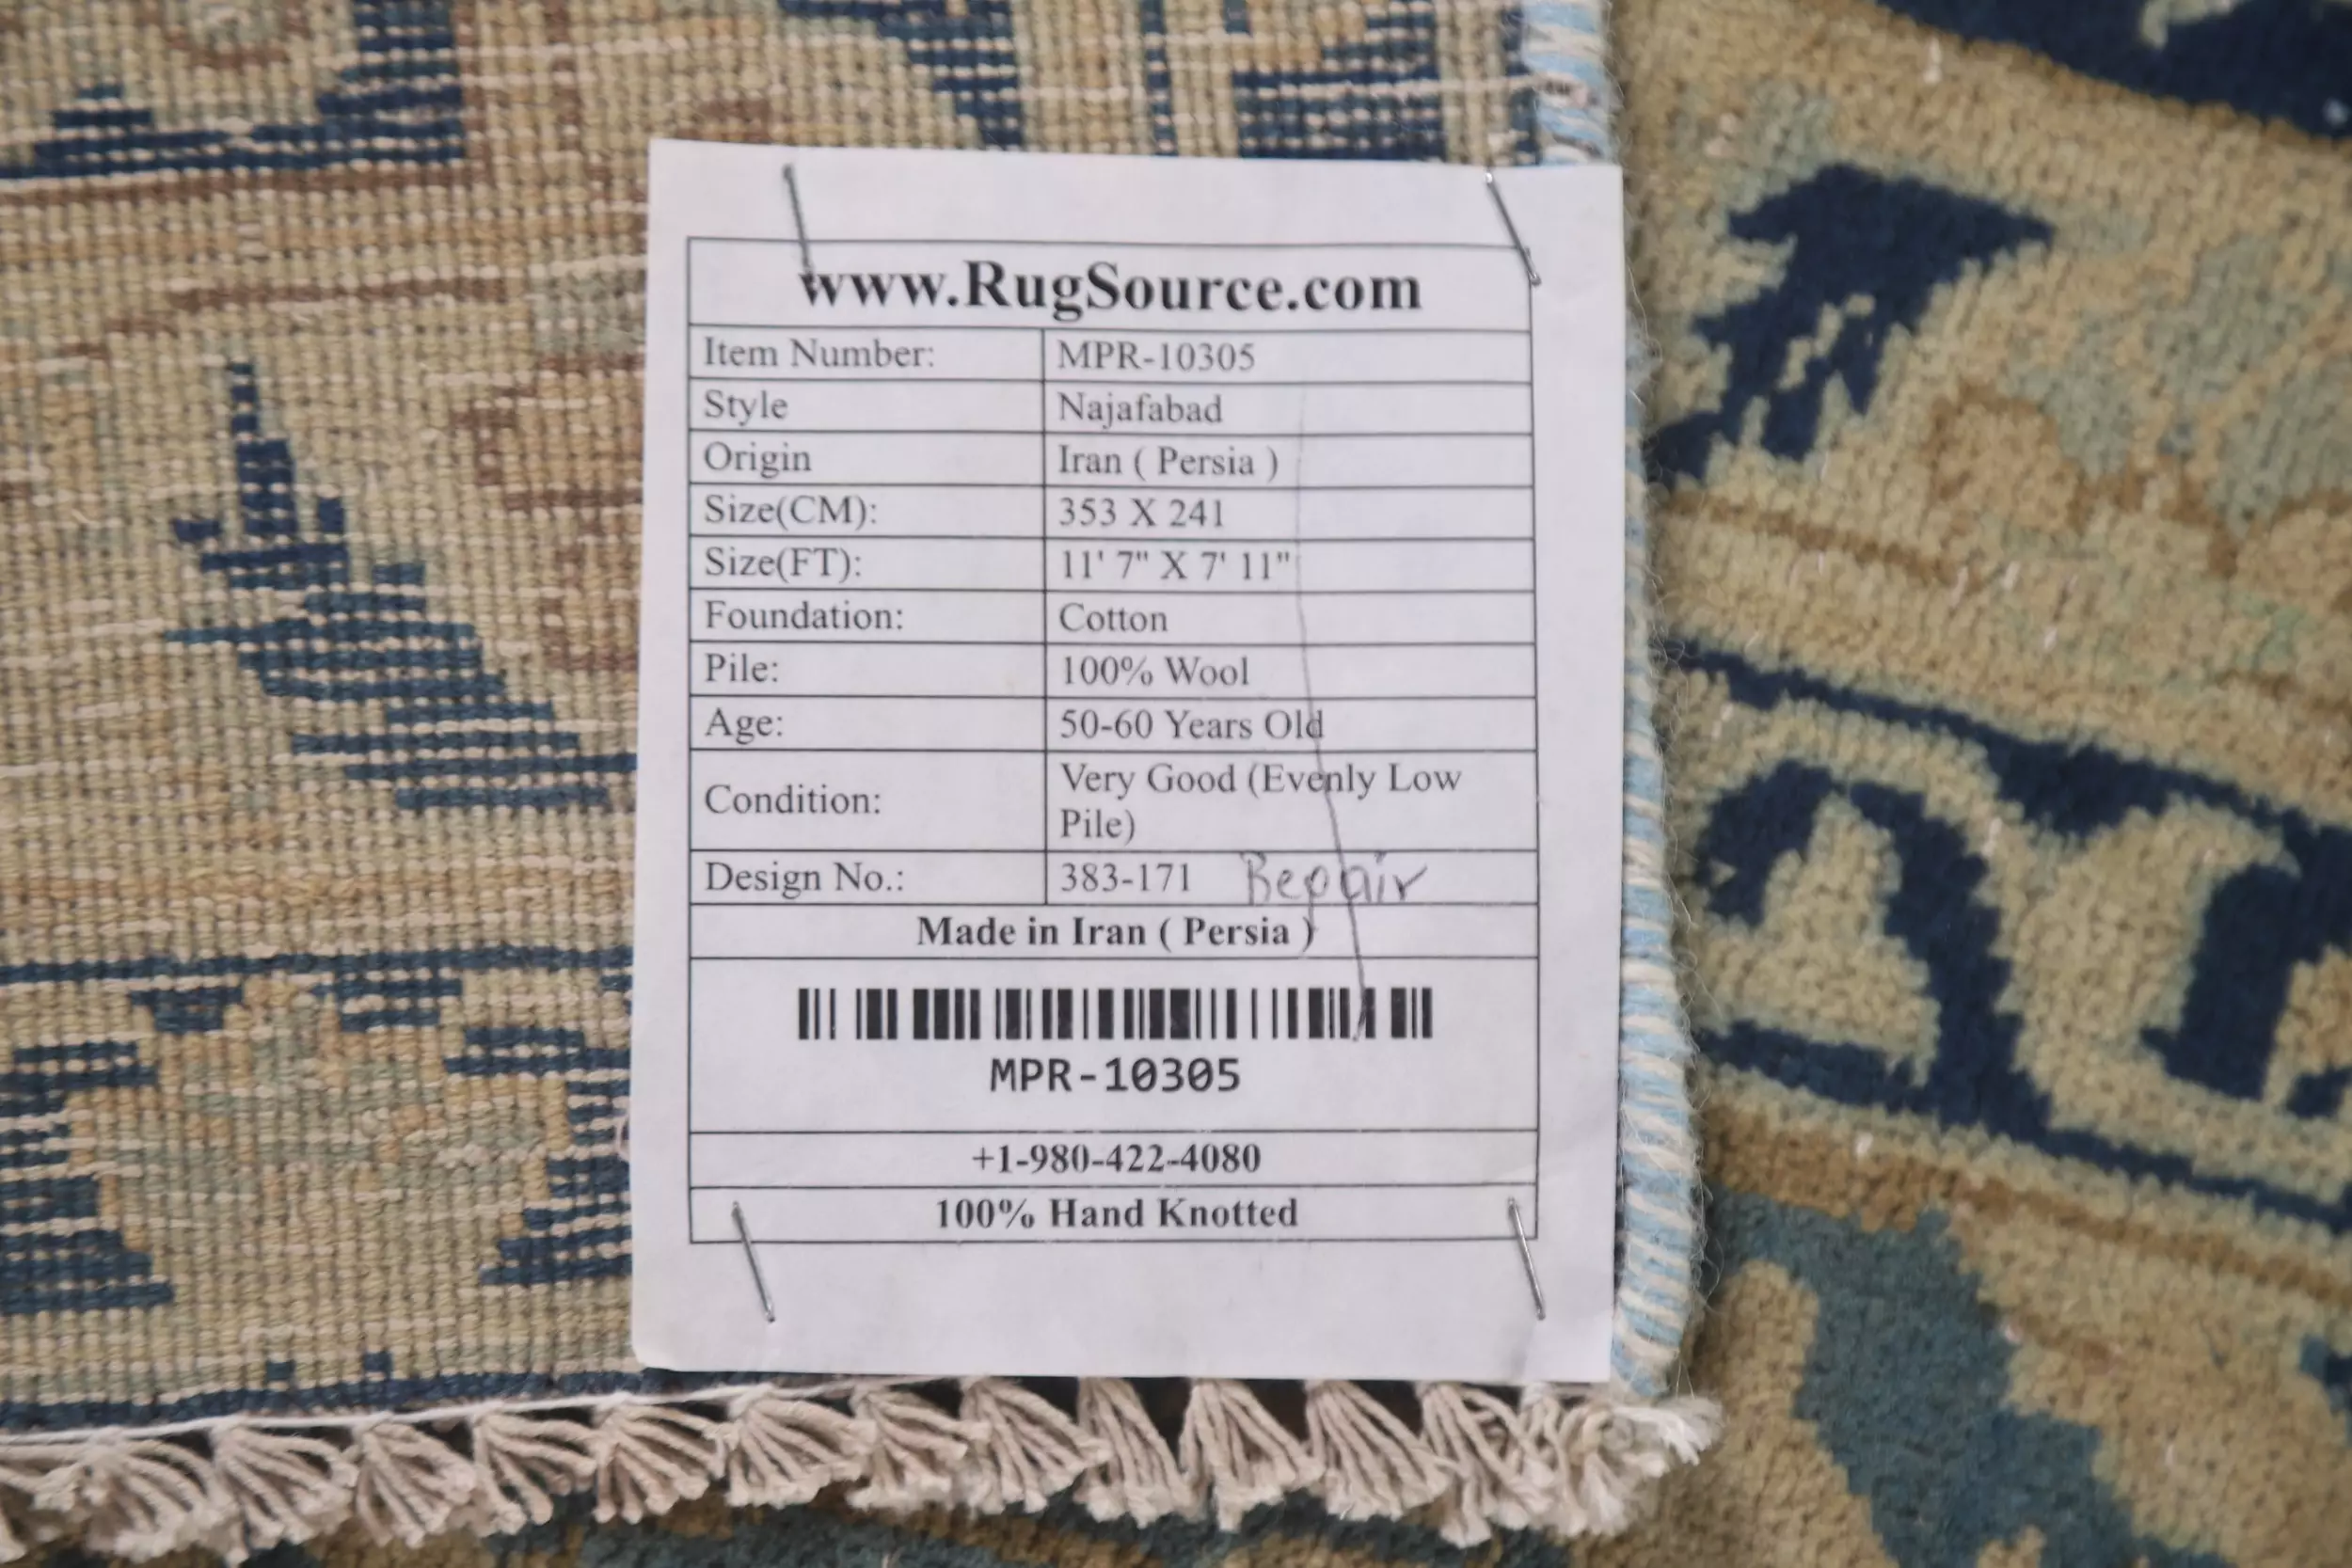 www.RugSource.com
Item Number: MPR-10305
Style Najafabad
Origin Iran ( Persia )
Size(CM): 353 X 241
Size(FT): 11' 7" X 7' 11"
Foundation: Cotton
Pile: 100% Wool
Age: 50-60 Years Old
Condition: Very Good (Evenly Low
Pile)
Design No.: 383-171 Repair
Made in Iran ( Persia )
MPR-10305
+1-980-422-4080
100% Hand Knotted